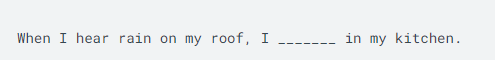 When I hear rain on my roof, I _______ in my kitchen.